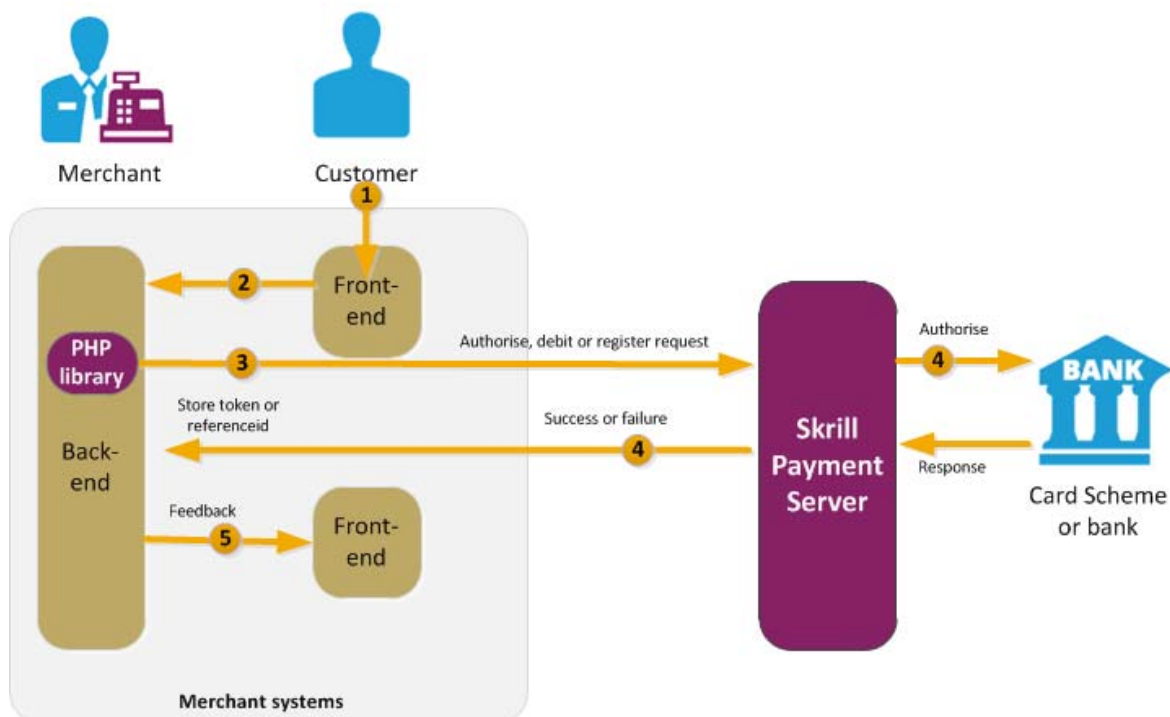 Merchant
Customer
1
2
Front-
end
PHP
library
3
Authorise, debit or register request
Authorise
4
BANK
Store token or
referenceid
Success or failure
4
Skrill
Payment
Server
Response
Back-
end
Card Scheme
or bank
Feedback
5
Front-
end
Merchant systems